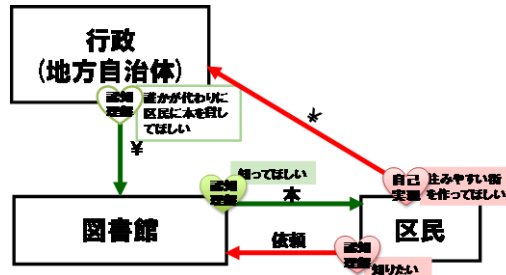 行政
(地方自治体)
認知
理解
誰かが代わりに
区民に本を貸し
てほしい
¥
¥
知ってほしい
認知
理解
本
自己
実現
住みやすい街
を作ってほしい
図書館
依頼
認知
理解
区民
知りたい